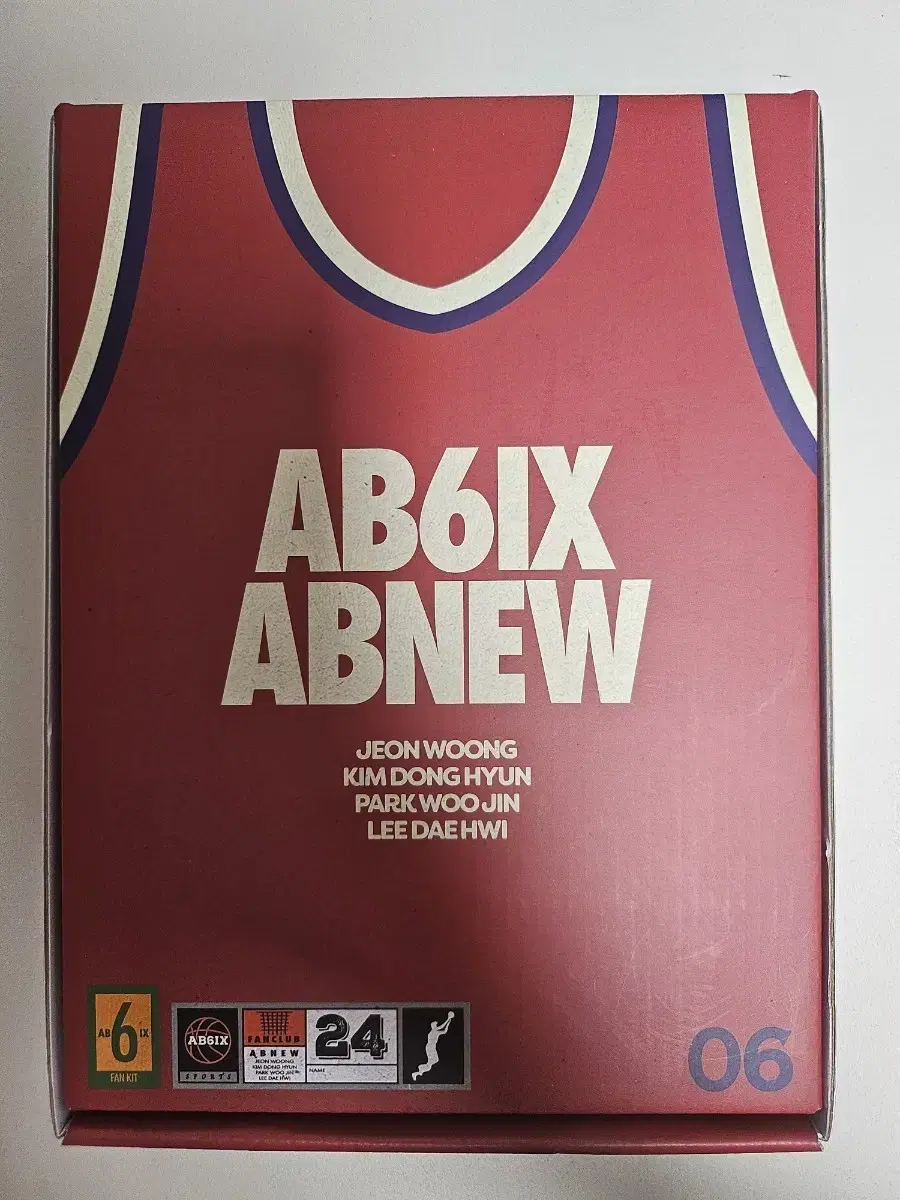 AB6IX
ABNEW
JEON WOONG
KIM DONG HYUN
PARK WOO JIN
LEE DAE HWI
AB 6 IX
FAN KIT
AB6IX
SPORTS
FANCLUB
ABNEW
JEON WOONG
KIM DONG HYUN
PARK WOO JIN
LEE DAE HWI
24
NAME
06